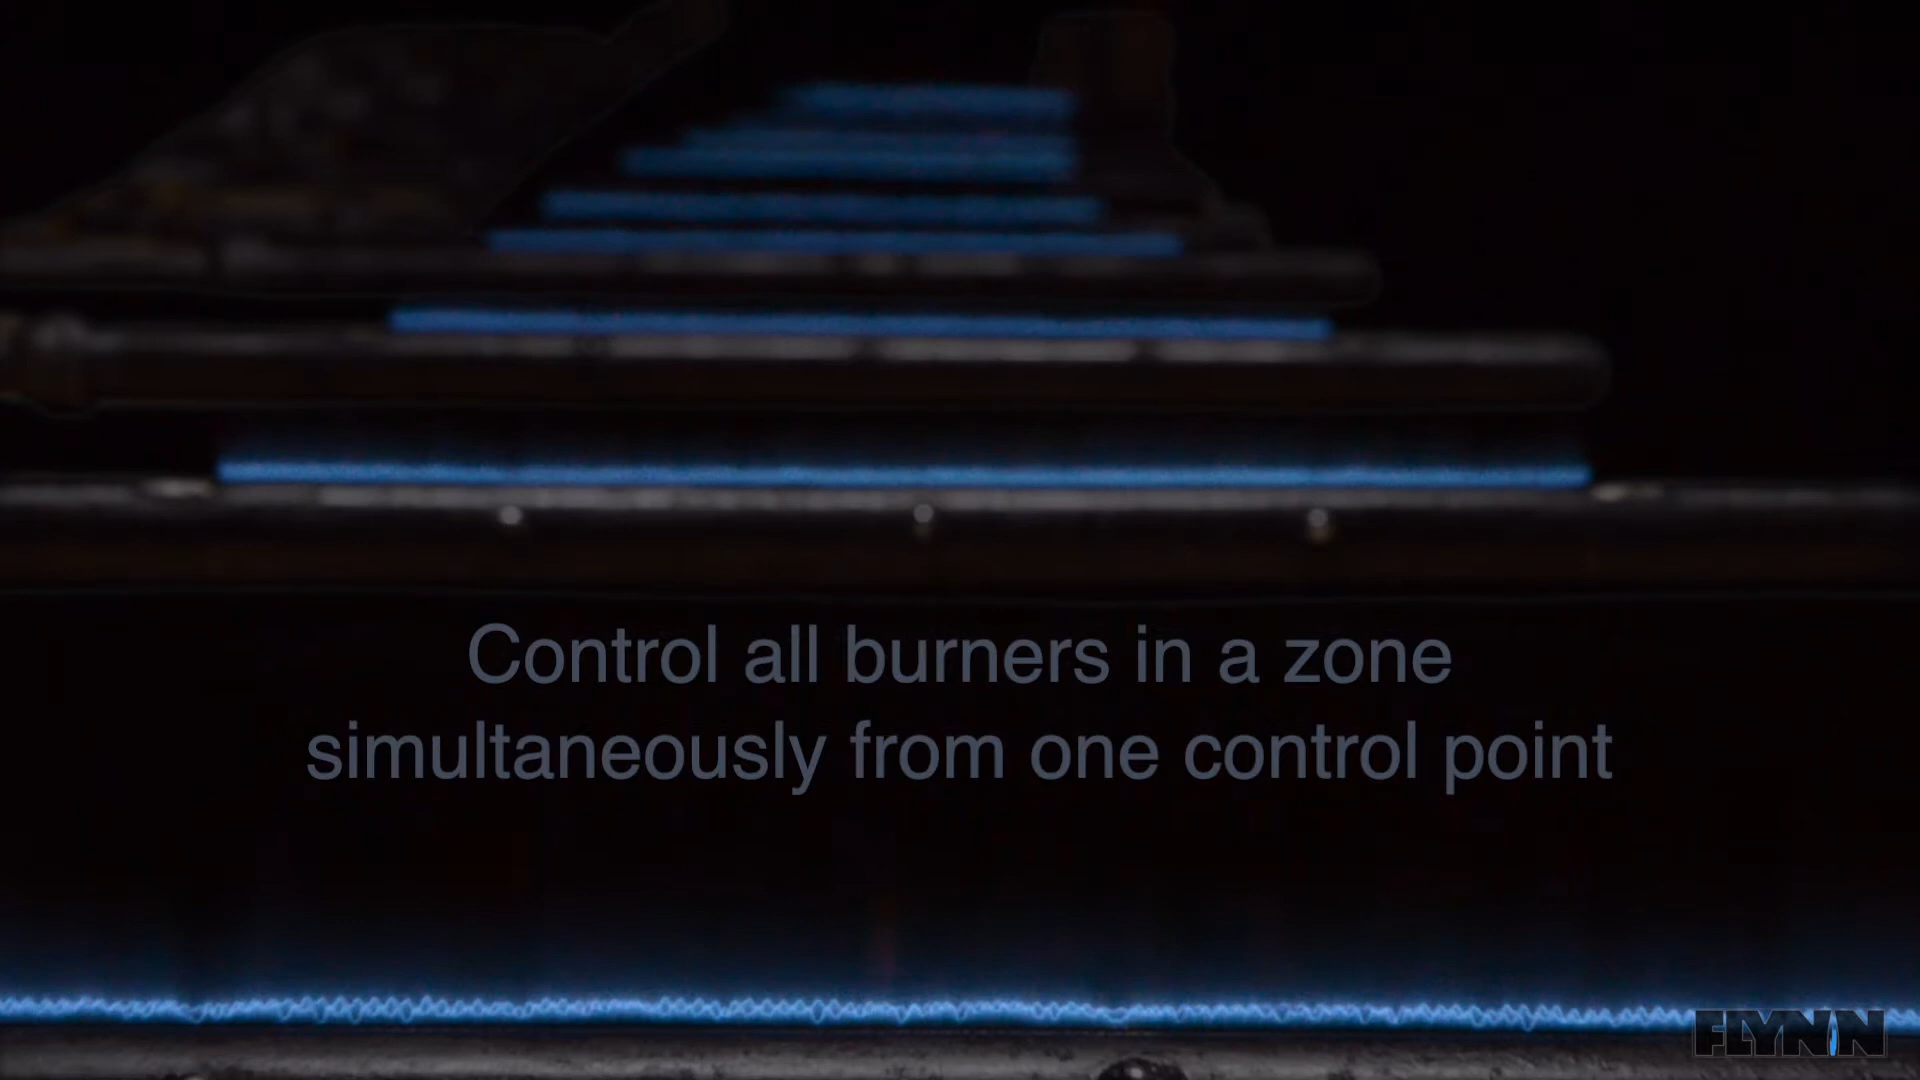 Control all burners in a zone
simultaneously from one control point
FLYNN